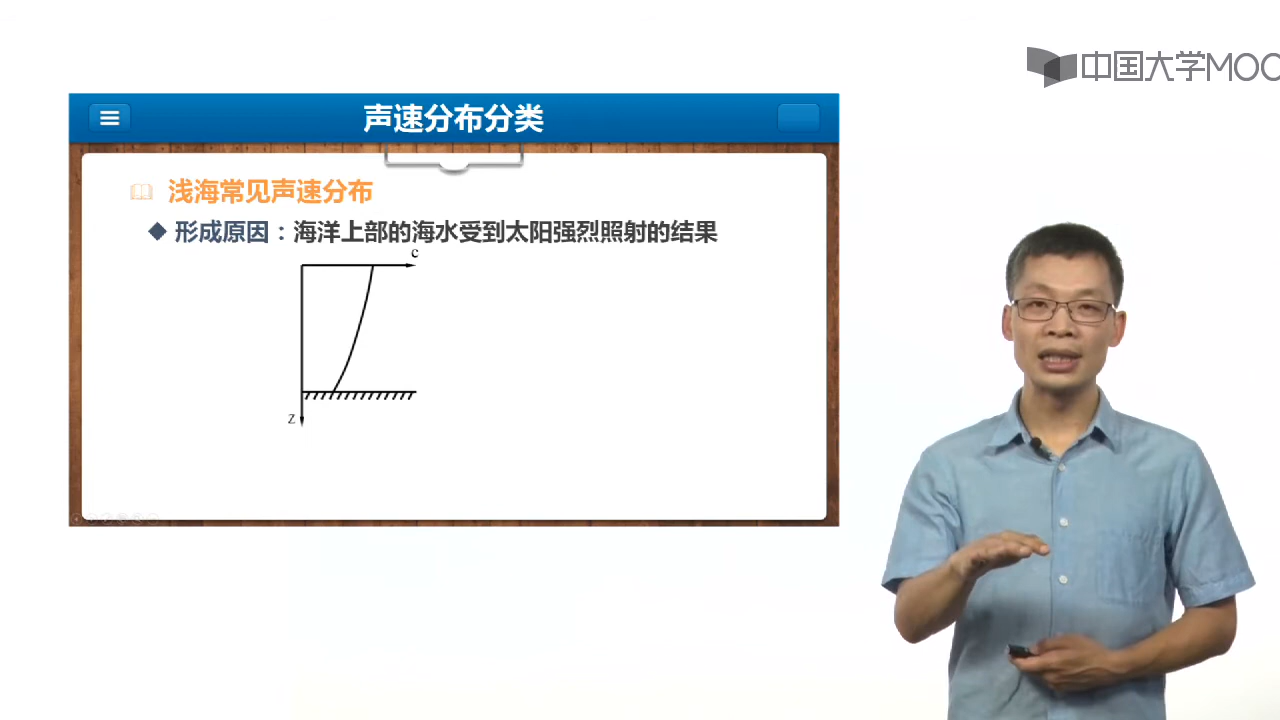 中国大学MOO
声速分布分类
浅海常见声速分布
形成原因：海洋上部的海水受到太阳强烈照射的结果
c
z